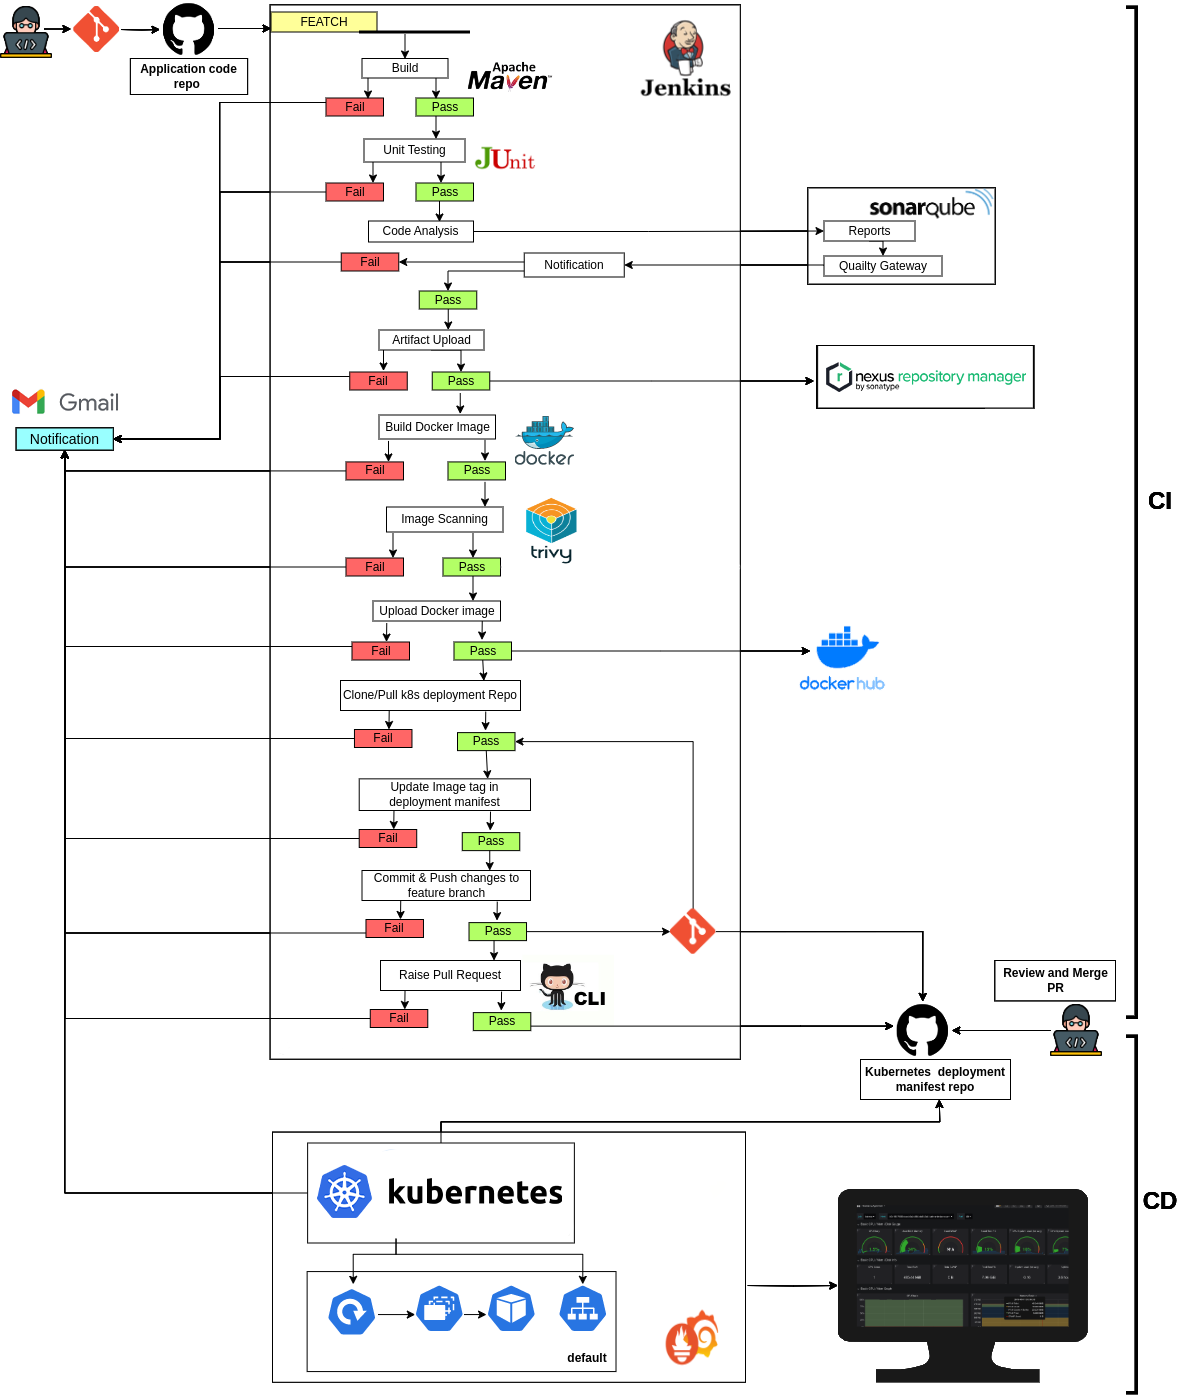 FEATCH
Application code
repo
Build
Apache
Maven™
Jenkins
Fail
Pass
Unit Testing
JUnit
Fail
Pass
Code Analysis
sonarqube
Reports
Quailty Gateway
Notification
Fail
Pass
Artifact Upload
Fail
Pass
nexus repository manager
by sonatype
Gmail
Notification
Build Docker Image
docker
Fail
Pass
Image Scanning
trivy
Fail
Pass
Upload Docker image
Fail
Pass
docker hub
Clone/Pull k8s deployment Repo
Fail
Pass
Update Image tag in
deployment manifest
Fail
Pass
Commit & Push changes to
feature branch
Fail
Pass
Raise Pull Request
CLI
Fail
Pass
Review and Merge
PR
Kubernetes deployment
manifest repo
CI
kubernetes
default
CD